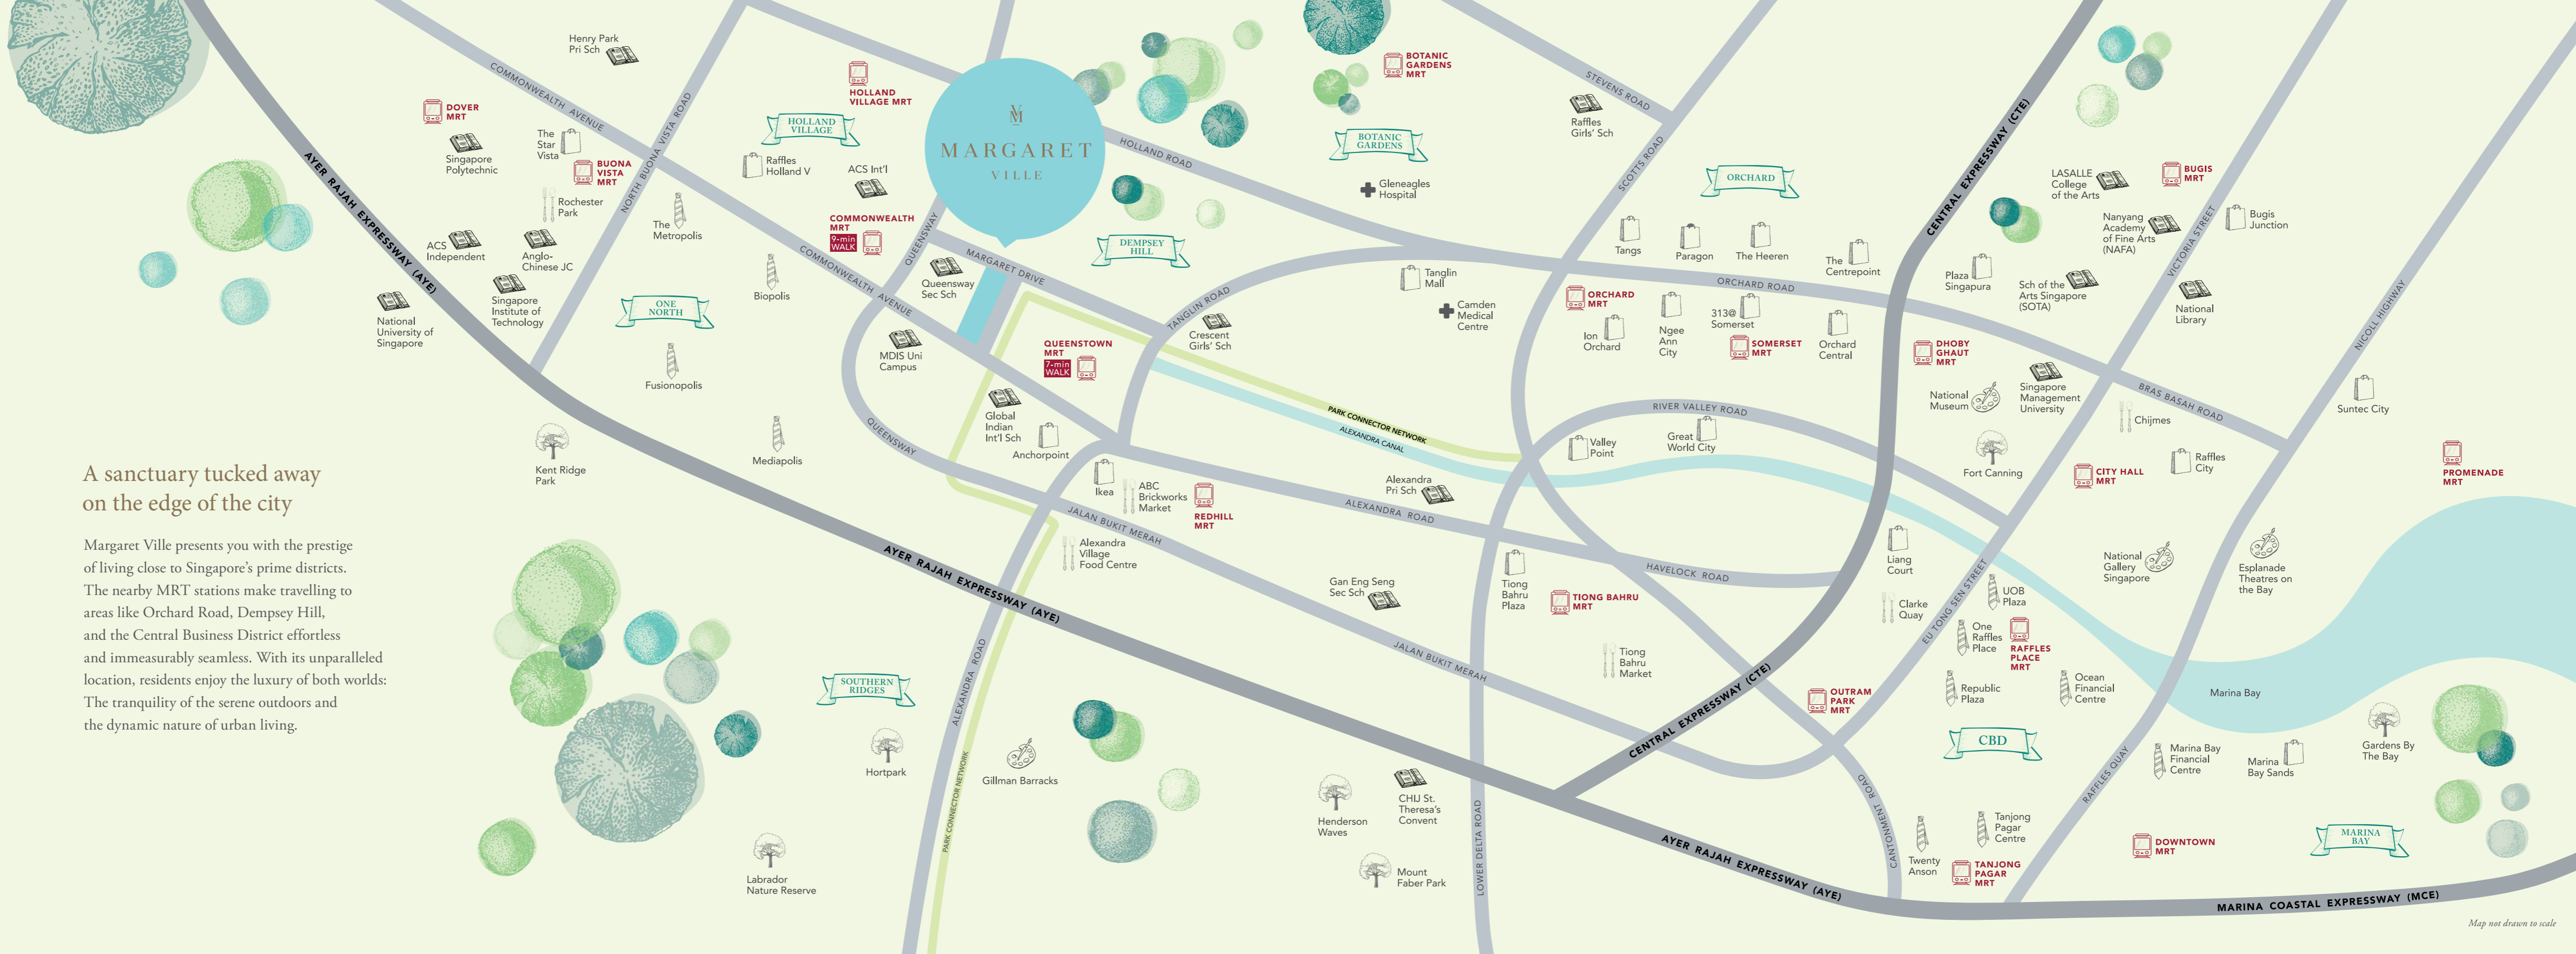 A sanctuary tucked away
on the edge of the city
Margaret Ville presents you with the prestige
of living close to Singapore's prime districts.
The nearby MRT stations make travelling to
areas like Orchard Road, Dempsey Hill,
and the Central Business District effortless
and immeasurably seamless. With its unparalleled
location, residents enjoy the luxury of both worlds:
The tranquility of the serene outdoors and
the dynamic nature of urban living.
Henry Park
Pri Sch
COMMONWEALTH AVENUE
DOVER
MRT
Singapore
Polytechnic
The
Star
Vista
BUONA
VISTA
MRT
NORTH BUONA VISTA ROAD
Rochester
Park
AYER RAJAH EXPRESSWAY (AYE)
ACS
Independent
Anglo-
Chinese JC
Singapore
Institute of
Technology
National
University of
Singapore
The
Metropolis
ONE
NORTH
Biopolis
Fusionopolis
Mediapolis
Kent Ridge
Park
HOLLAND
VILLAGE MRT
HOLLAND
VILLAGE
Raffles
Holland V
ACS Int'l
COMMONWEALTH
MRT
9-min
WALK
COMMONWEALTH AVENUE
QUEENSWAY
VM
MARGARET
VILLE
HOLLAND ROAD
MARGARET DRIVE
Queensway
Sec Sch
DEMPSEY
HILL
MDIS Uni
Campus
QUEENSTOWN
MRT
7-min
WALK
Crescent
Girls' Sch
TANGLIN ROAD
Global
Indian
Int'l Sch
Anchorpoint
QUEENSWAY
Ikea
ABC
Brickworks
Market
REDHILL
MRT
JALAN BUKIT MERAH
Alexandra
Village
Food Centre
AYER RAJAH EXPRESSWAY (AYE)
SOUTHERN
RIDGES
ALEXANDRA ROAD
PARK CONNECTOR NETWORK
Hortpark
Gillman Barracks
Labrador
Nature Reserve
BOTANIC
GARDENS
MRT
BOTANIC
GARDENS
Gleneagles
Hospital
Tanglin
Mall
Camden
Medical
Centre
PARK CONNECTOR NETWORK
ALEXANDRA CANAL
Alexandra
Pri Sch
ALEXANDRA ROAD
Gan Eng Seng
Sec Sch
JALAN BUKIT MERAH
Henderson
Waves
CHIJ St.
Theresa's
Convent
Mount
Faber Park
LOWER DELTA ROAD
STEVENS ROAD
Raffles
Girls' Sch
SCOTTS ROAD
ORCHARD
Tangs
Paragon
The Heeren
The
Centrepoint
ORCHARD ROAD
ORCHARD
MRT
Ion
Orchard
Ngee
Ann
City
313@
Somerset
SOMERSET
MRT
Orchard
Central
RIVER VALLEY ROAD
Valley
Point
Great
World City
Tiong
Bahru
Plaza
TIONG BAHRU
MRT
HAVELOCK ROAD
Tiong
Bahru
Market
CENTRAL EXPRESSWAY (CTE)
AYER RAJAH EXPRESSWAY (AYE)
CENTRAL EXPRESSWAY (CTE)
LASALLE
College
of the Arts
BUGIS
MRT
Nanyang
Academy
of Fine Arts
(NAFA)
Bugis
Junction
VICTORIA STREET
Plaza
Singapura
Sch of the
Arts Singapore
(SOTA)
National
Library
NICOLL HIGHWAY
DHOBY
GHAUT
MRT
National
Museum
Singapore
Management
University
BRAS BASAH ROAD
Chijmes
Suntec City
Fort Canning
CITY HALL
MRT
Raffles
City
PROMENADE
MRT
Liang
Court
National
Gallery
Singapore
Esplanade
Theatres on
the Bay
Clarke
Quay
EU TONG SEN STREET
UOB
Plaza
One
Raffles
Place
RAFFLES
PLACE
MRT
Republic
Plaza
Ocean
Financial
Centre
Marina Bay
OUTRAM
PARK
MRT
CBD
CANTONMENT ROAD
RAFFLES QUAY
Marina Bay
Financial
Centre
Marina
Bay Sands
Gardens By
The Bay
Twenty
Anson
Tanjong
Pagar
Centre
TANJONG
PAGAR
MRT
DOWNTOWN
MRT
MARINA
BAY
MARINA COASTAL EXPRESSWAY (MCE)
Map not drawn to scale